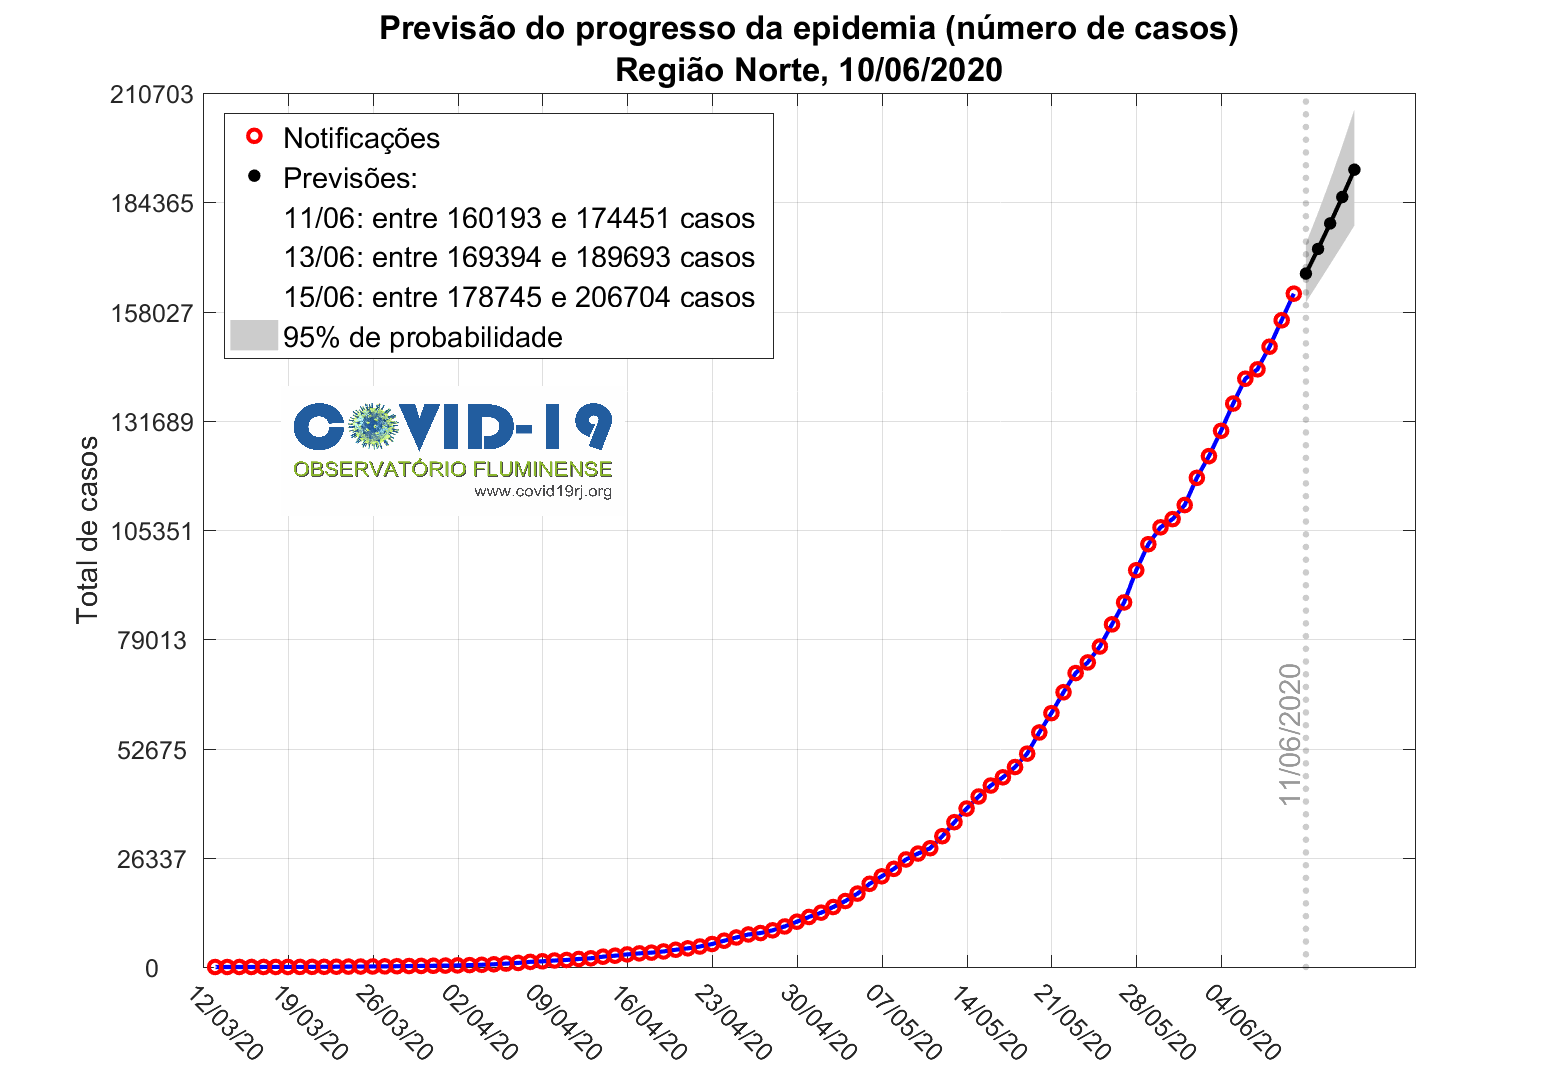 Previsão do progresso da epidemia (número de casos)
Região Norte, 10/06/2020
210703
184365
158027
131689
105351
79013
52675
26337
0
Total de casos
Notificações
Previsões:
11/06: entre 160193 e 174451 casos
13/06: entre 169394 e 189693 casos
15/06: entre 178745 e 206704 casos
95% de probabilidade
COVID-19
OBSERVATÓRIO FLUMINENSE
www.covid19rj.org
11/06/2020
12/03/20
19/03/20
26/03/20
02/04/20
09/04/20
16/04/20
23/04/20
30/04/20
07/05/20
14/05/20
21/05/20
28/05/20
04/06/20